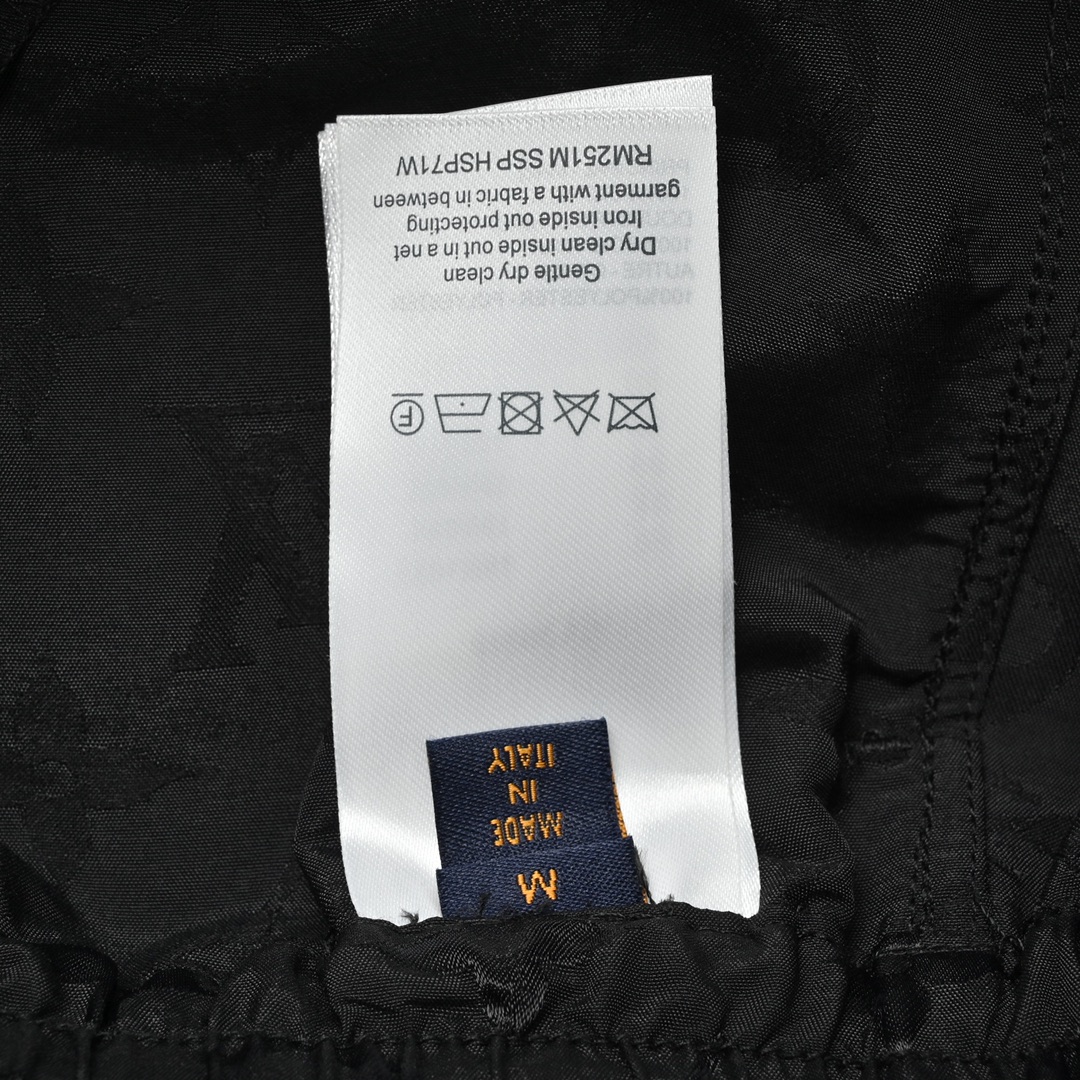 M
MADE
IN
ITALY
F
Gentle dry clean
Dry clean inside out in a net
Iron inside out protecting
garment with a fabric in between
RM251M SSP HSP71W